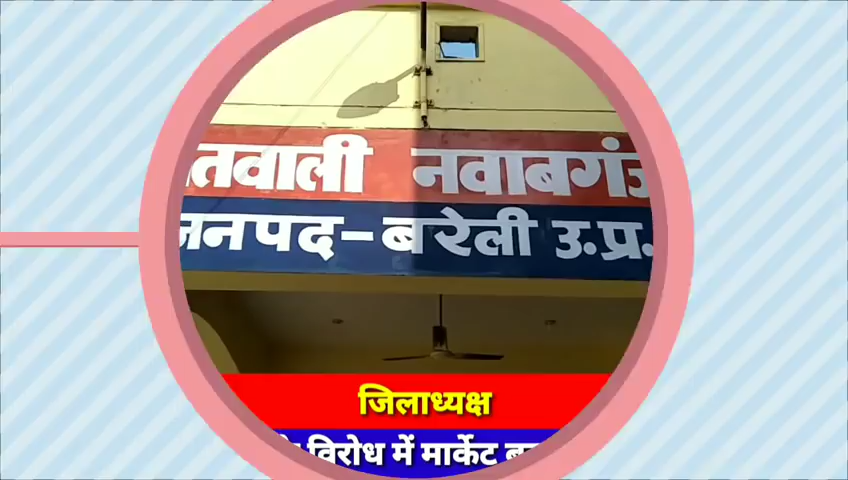 नवाबगंज
जनपद-बरेली उ.प्र.
जिलाध्यक्ष
विरोध में मार्केट